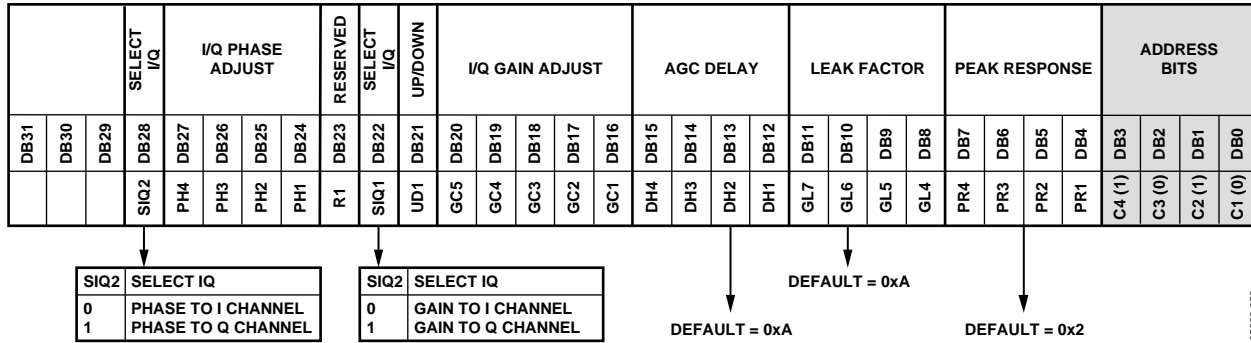 SELECT I/Q
I/Q PHASE ADJUST
RESERVED
SELECT I/Q
UP/DOWN
I/Q GAIN ADJUST
AGC DELAY
LEAK FACTOR
PEAK RESPONSE
ADDRESS BITS
DB31 DB30 DB29 DB28 DB27 DB26 DB25 DB24 DB23 DB22 DB21 DB20 DB19 DB18 DB17 DB16 DB15 DB14 DB13 DB12 DB11 DB10 DB9 DB8 DB7 DB6 DB5 DB4 DB3 DB2 DB1 DB0
SIQ2 PH4 PH3 PH2 PH1 R1 SIQ1 UD1 GC5 GC4 GC3 GC2 GC1 DH4 DH3 DH2 DH1 GL7 GL6 GL5 GL4 PR4 PR3 PR2 PR1 C4 (1) C3 (0) C2 (1) C1 (0)
SIQ2 SELECT IQ
0 PHASE TO I CHANNEL
1 PHASE TO Q CHANNEL
SIQ2 SELECT IQ
0 GAIN TO I CHANNEL
1 GAIN TO Q CHANNEL
DEFAULT = 0xA
DEFAULT = 0xA
DEFAULT = 0x2